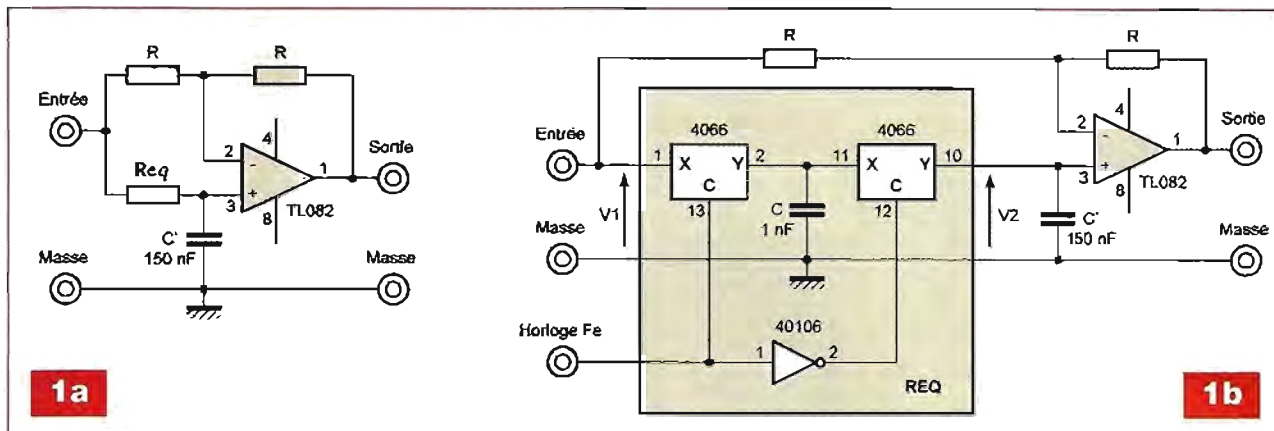 R
R
Entrée
Req
2
-
+
3
4
8
1
TL082
Sortie
C'
150 nF
Masse
Masse
1a
R
R
Entrée
4066
4066
1
X
Y
2
C
13
11
X
Y
10
C
12
V1
C
1 nF
V2
2
-
+
3
4
8
1
TL082
Sortie
C'
150 nF
Masse
Masse
Horloge Fe
40106
1
2
REQ
1b